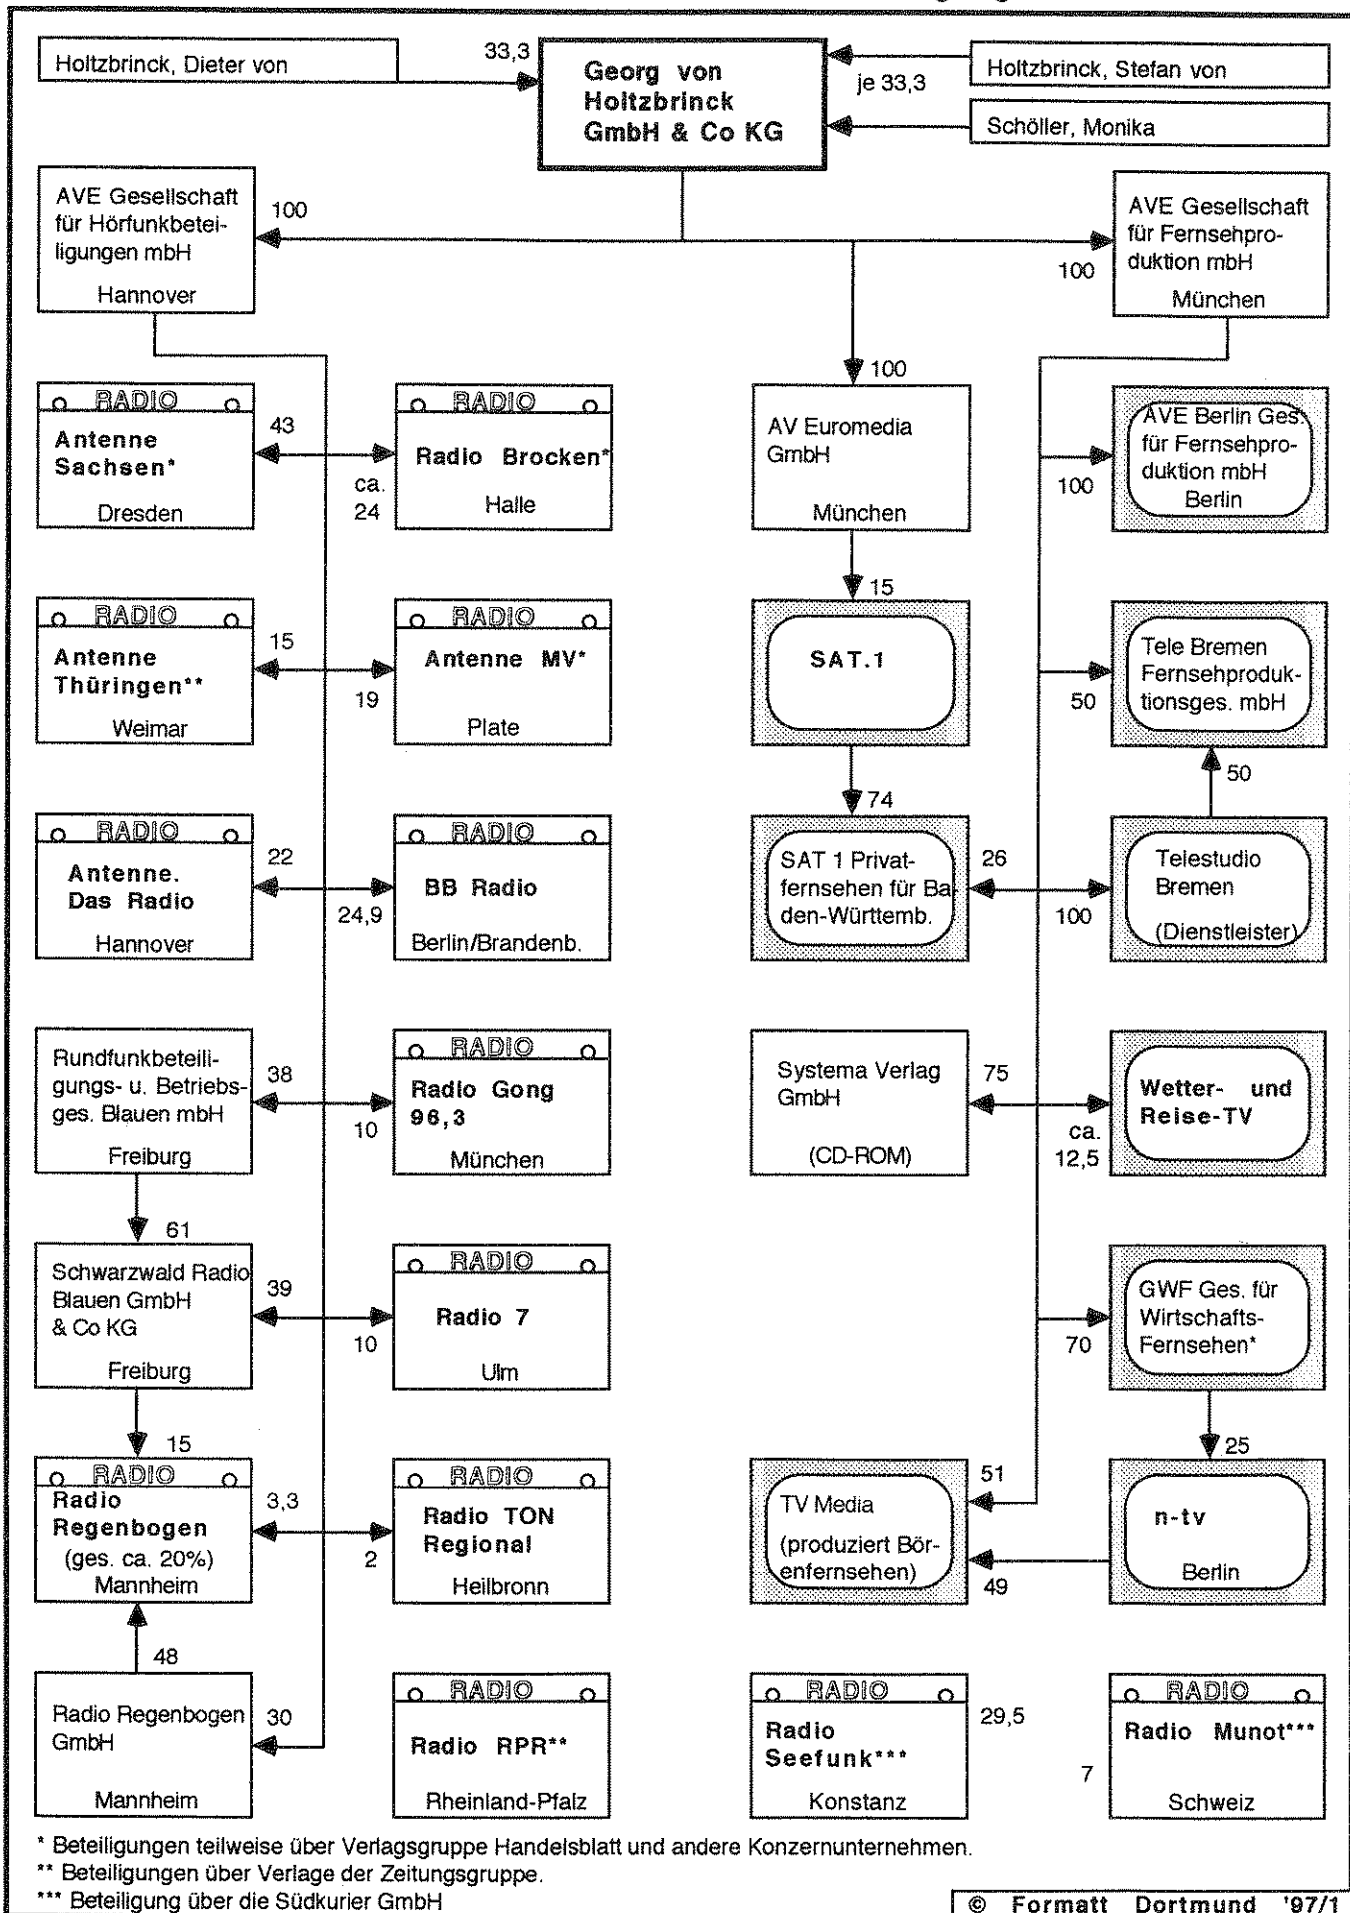 Holtzbrinck, Dieter von
33,3
Georg von
Holtzbrinck
GmbH & Co KG
je 33,3
Holtzbrinck, Stefan von
Schöller, Monika
AVE Gesellschaft
für Hörfunkbetei-
ligungen mbH
Hannover
100
100
AVE Gesellschaft
für Fernsehpro-
duktion mbH
München
100
RADIO
Antenne
Sachsen*
Dresden
43
ca.
24
RADIO
Radio Brocken*
Halle
AV Euromedia
GmbH
München
100
AVE Berlin Ges.
für Fernsehpro-
duktion mbH
Berlin
RADIO
Antenne
Thüringen**
Weimar
15
19
RADIO
Antenne MV*
Plate
15
SAT.1
50
Tele Bremen
Fernsehproduk-
tionsges. mbH
50
RADIO
Antenne.
Das Radio
Hannover
22
24,9
RADIO
BB Radio
Berlin/Brandenb.
74
SAT 1 Privat-
fernsehen für Ba-
den-Württemb.
26
100
Telestudio
Bremen
(Dienstleister)
Rundfunkbeteili-
gungs- u. Betriebs-
ges. Blauen mbH
Freiburg
38
10
RADIO
Radio Gong
96,3
München
Systema Verlag
GmbH
(CD-ROM)
75
ca.
12,5
Wetter- und
Reise-TV
61
Schwarzwald Radio
Blauen GmbH
& Co KG
Freiburg
39
10
RADIO
Radio 7
Ulm
70
GWF Ges. für
Wirtschafts-
Fernsehen*
15
RADIO
Radio
Regenbogen
(ges. ca. 20%)
Mannheim
3,3
2
RADIO
Radio TON
Regional
Heilbronn
TV Media
(produziert Bör-
enfernsehen)
51
49
25
n-tv
Berlin
48
Radio Regenbogen
GmbH
Mannheim
30
RADIO
Radio RPR**
Rheinland-Pfalz
RADIO
Radio
Seefunk***
Konstanz
29,5
7
RADIO
Radio Munot***
Schweiz
* Beteiligungen teilweise über Verlagsgruppe Handelsblatt und andere Konzernunternehmen.
** Beteiligungen über Verlage der Zeitungsgruppe.
*** Beteiligung über die Südkurier GmbH
© Formatt Dortmund '97/1